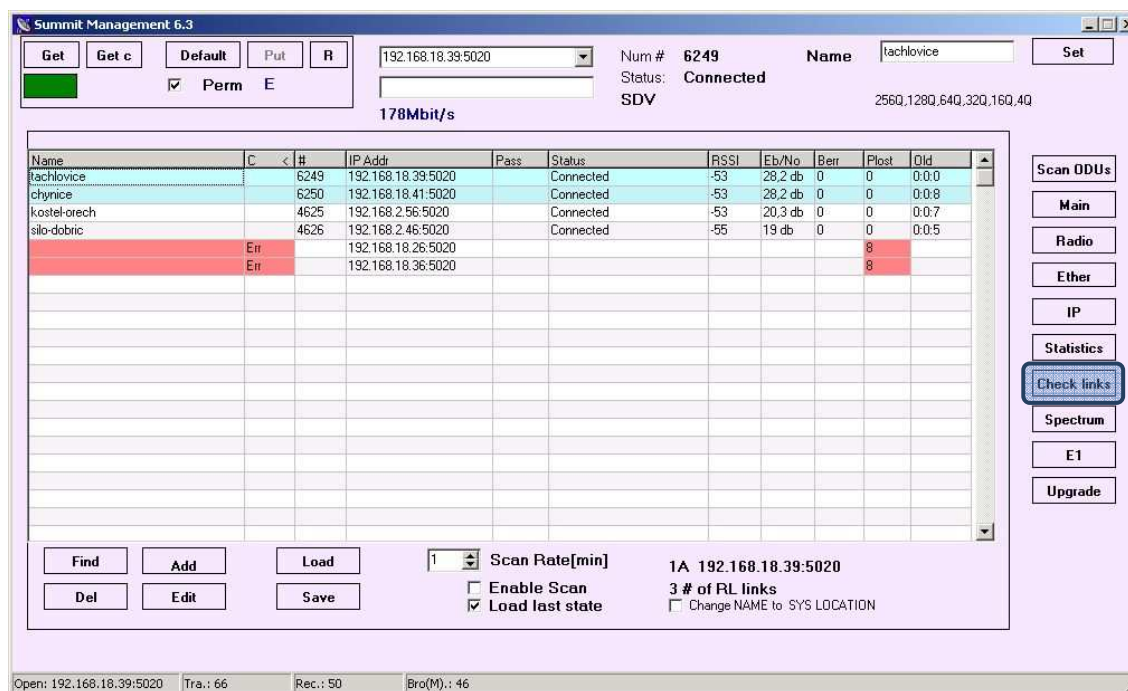 Summit Management 6.3
Get Get c Default Put R
Perm E
192.168.18.39:5020
178Mbit/s
Num # 6249 Name tachlovice Set
Status: Connected
SDV
256Q,128Q,64Q,32Q,16Q,4Q
Name C < # IP Addr Pass Status RSSI Eb/No Berr Plost Old
tachlovice 6249 192.168.18.39:5020 Connected -53 28,2 db 0 0 0:0:0
chynice 6250 192.168.18.41:5020 Connected -53 28,2 db 0 0 0:0:8
kostel-orech 4625 192.168.2.56:5020 Connected -53 20,3 db 0 0 0:0:7
silo-dobric 4626 192.168.2.46:5020 Connected -55 19 db 0 0 0:0:5
Err 192.168.18.26:5020 8
Err 192.168.18.36:5020 8
Scan ODUs
Main
Radio
Ether
IP
Statistics
Check links
Spectrum
E1
Upgrade
Find Add Load
Del Edit Save
1 Scan Rate[min]
Enable Scan
Load last state
1A 192.168.18.39:5020
3 # of RL links
Change NAME to SYS LOCATION
Open: 192.168.18.39:5020 Tra.: 66 Rec.: 50 Bro(M).: 46